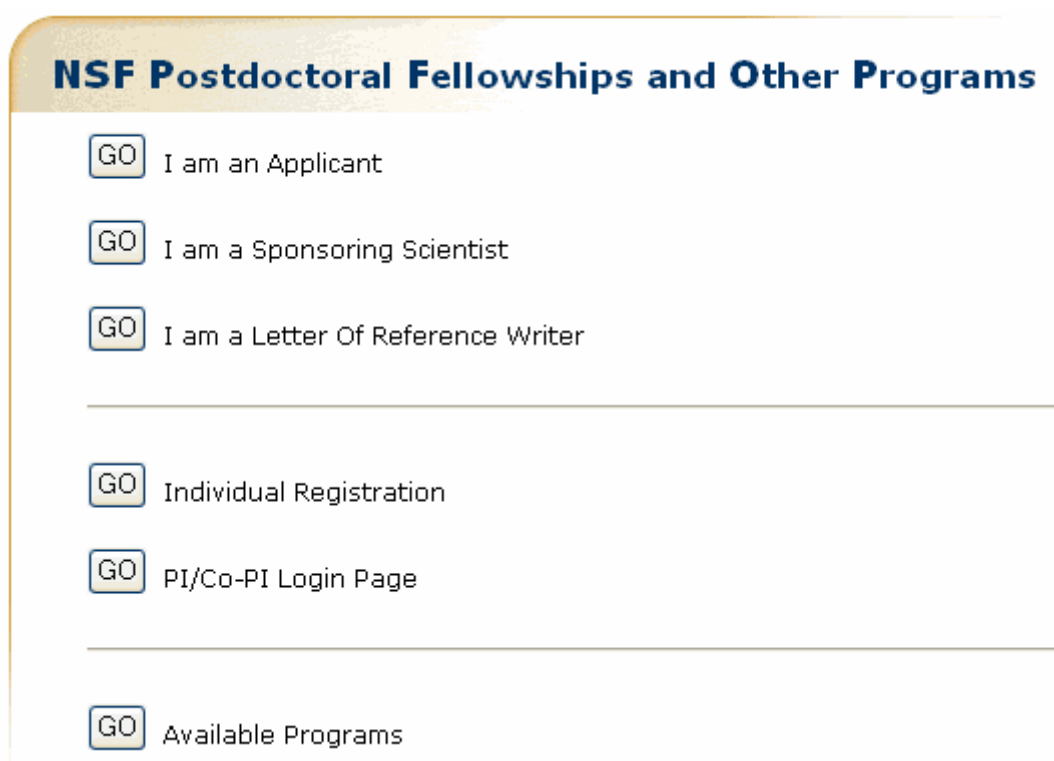 NSF Postdoctoral Fellowships and Other Programs
GO I am an Applicant
GO I am a Sponsoring Scientist
GO I am a Letter Of Reference Writer
GO Individual Registration
GO PI/Co-PI Login Page
GO Available Programs